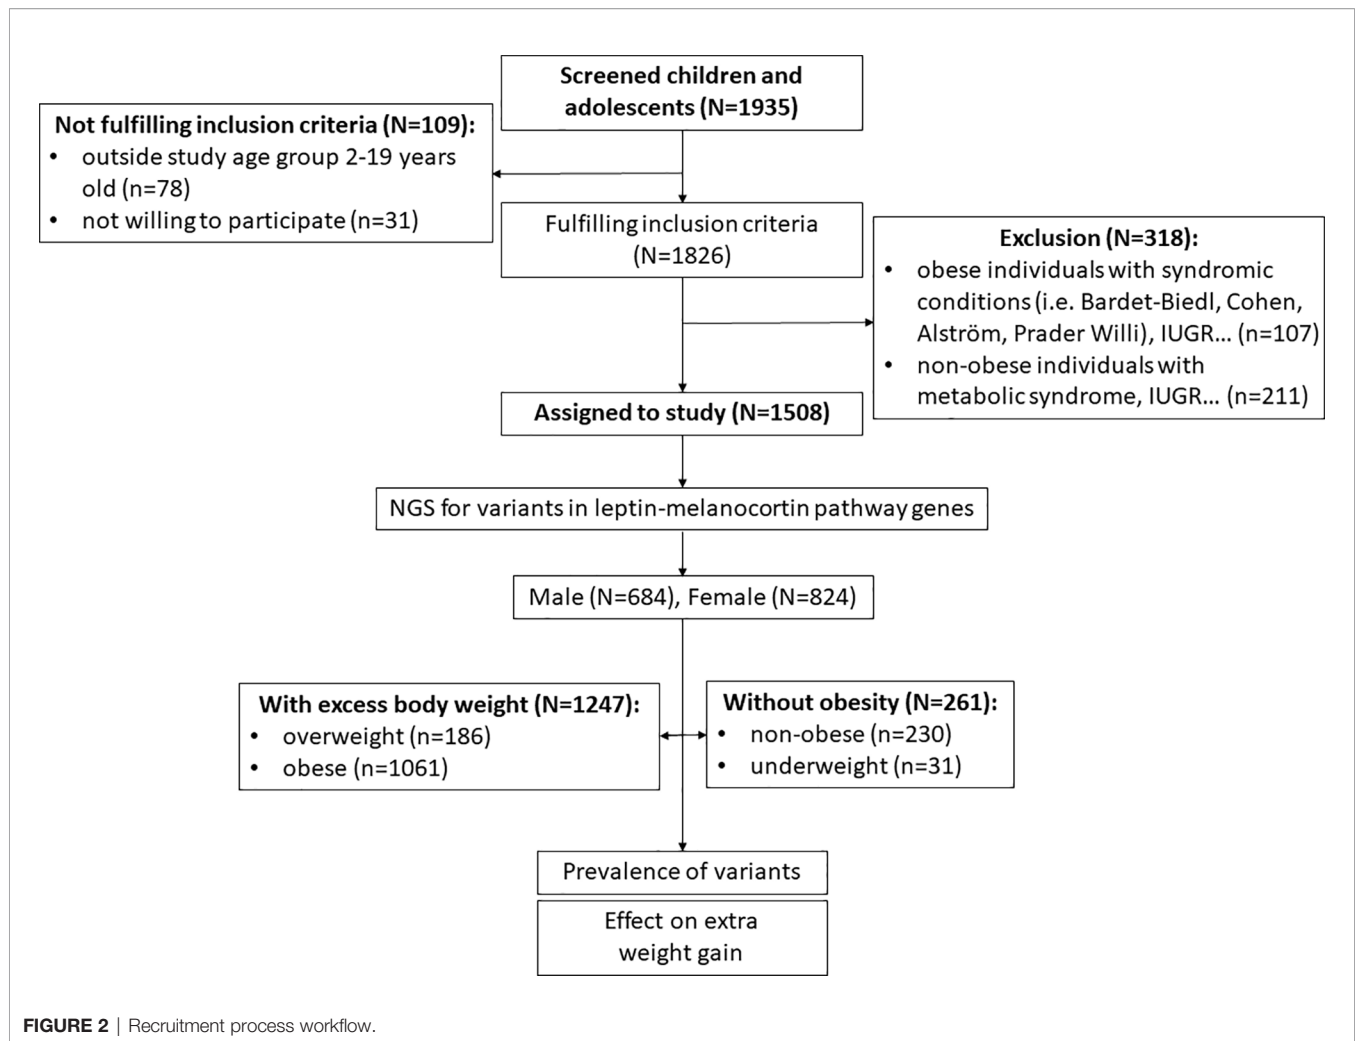 Screened children and
adolescents (N=1935)
Not fulfilling inclusion criteria (N=109):
• outside study age group 2-19 years
old (n=78)
• not willing to participate (n=31)
Fulfilling inclusion criteria
(N=1826)
Exclusion (N=318):
• obese individuals with syndromic
conditions (i.e. Bardet-Biedl, Cohen,
Alström, Prader Willi), IUGR... (n=107)
• non-obese individuals with
metabolic syndrome, IUGR... (n=211)
Assigned to study (N=1508)
NGS for variants in leptin-melanocortin pathway genes
Male (N=684), Female (N=824)
With excess body weight (N=1247):
• overweight (n=186)
• obese (n=1061)
Without obesity (N=261):
• non-obese (n=230)
• underweight (n=31)
Prevalence of variants
Effect on extra
weight gain
FIGURE 2 | Recruitment process workflow.